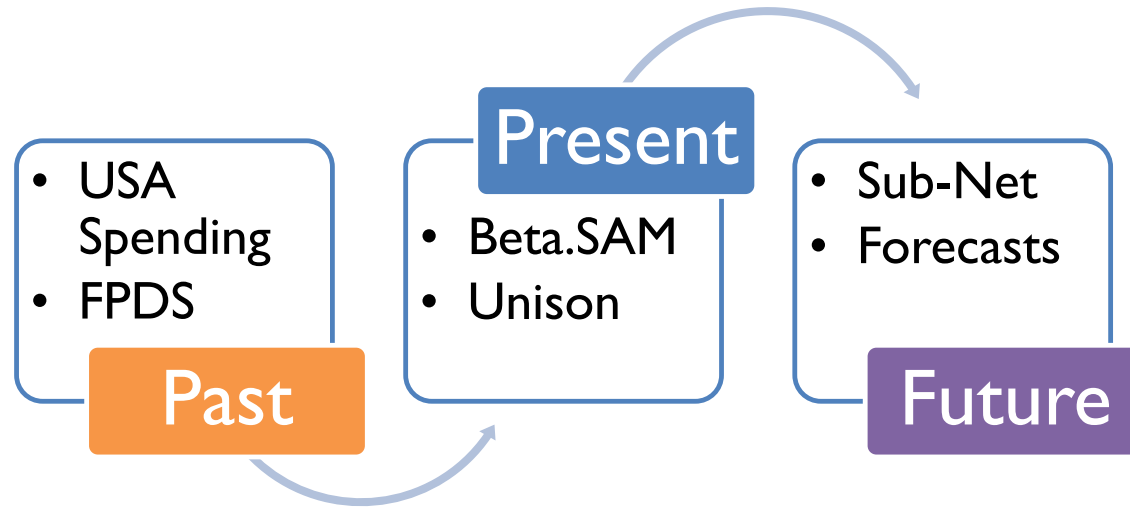 • USA
Spending
• FPDS
Past
Present
• Beta.SAM
• Unison
• Sub-Net
• Forecasts
Future